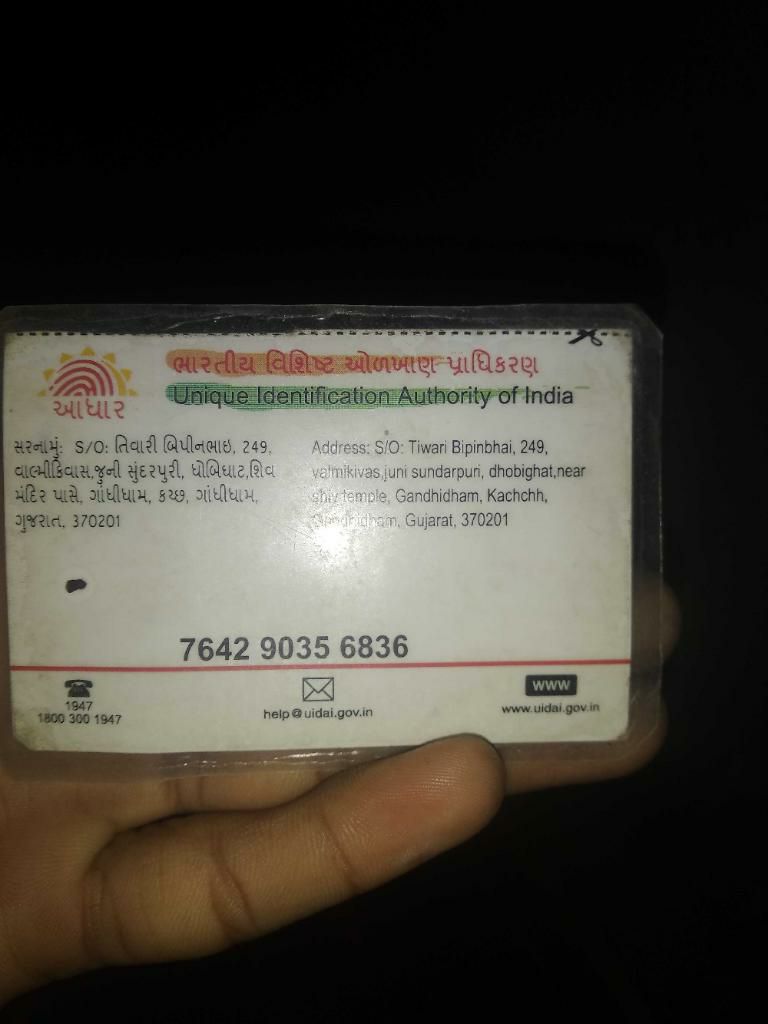 ભારતીય વિશિષ્ટ ઓળખાણ પ્રાધિકરણ
Unique Identification Authority of India
આધાર
સરનામું: S/O: તિવારી બિપીનભાઇ, 249,
વાલ્મીકિવાસ,જુની સુંદરપુરી, ધોબિઘાટ,શિવ
મંદિર પાસે, ગાંધીધામ, કચ્છ, ગાંધીધામ,
ગુજરાત, 370201
Address: S/O: Tiwari Bipinbhai, 249,
valmikivas,juni sundarpuri, dhobighat,near
shiv temple, Gandhidham, Kachchh,
Gandhidham, Gujarat, 370201
7642 9035 6836
1947
1800 300 1947
help@uidai.gov.in
WWW
www.uidai.gov.in